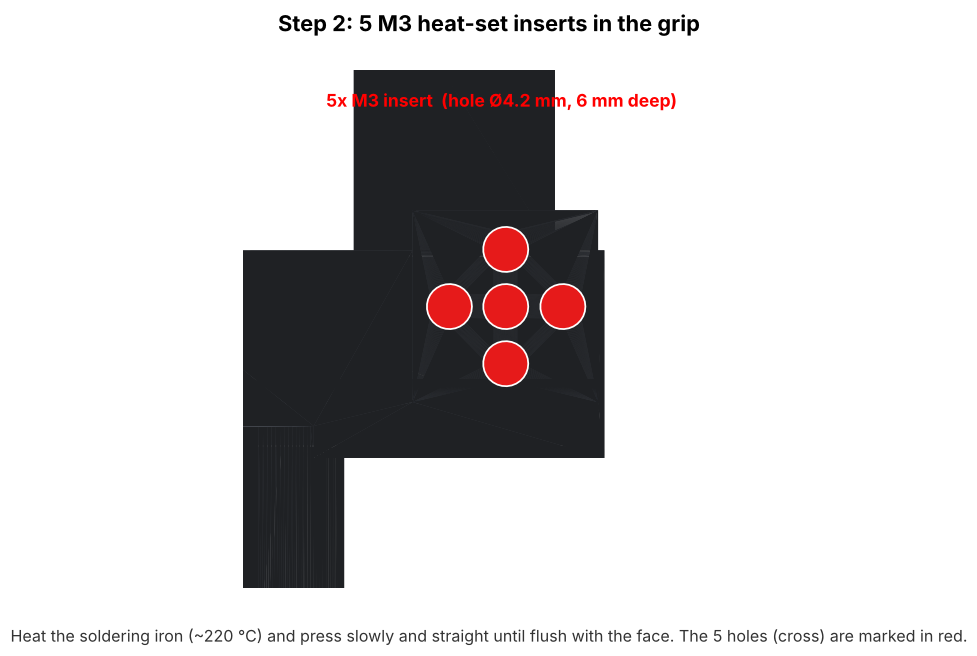 Step 2: 5 M3 heat-set inserts in the grip
5x M3 insert (hole Ø4.2 mm, 6 mm deep)
Heat the soldering iron (~220 °C) and press slowly and straight until flush with the face. The 5 holes (cross) are marked in red.